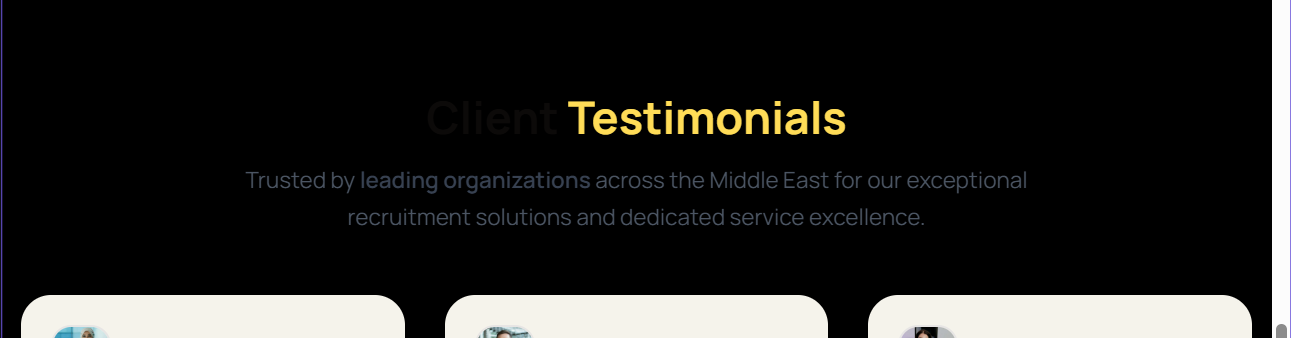 Client Testimonials
Trusted by leading organizations across the Middle East for our exceptional
recruitment solutions and dedicated service excellence.